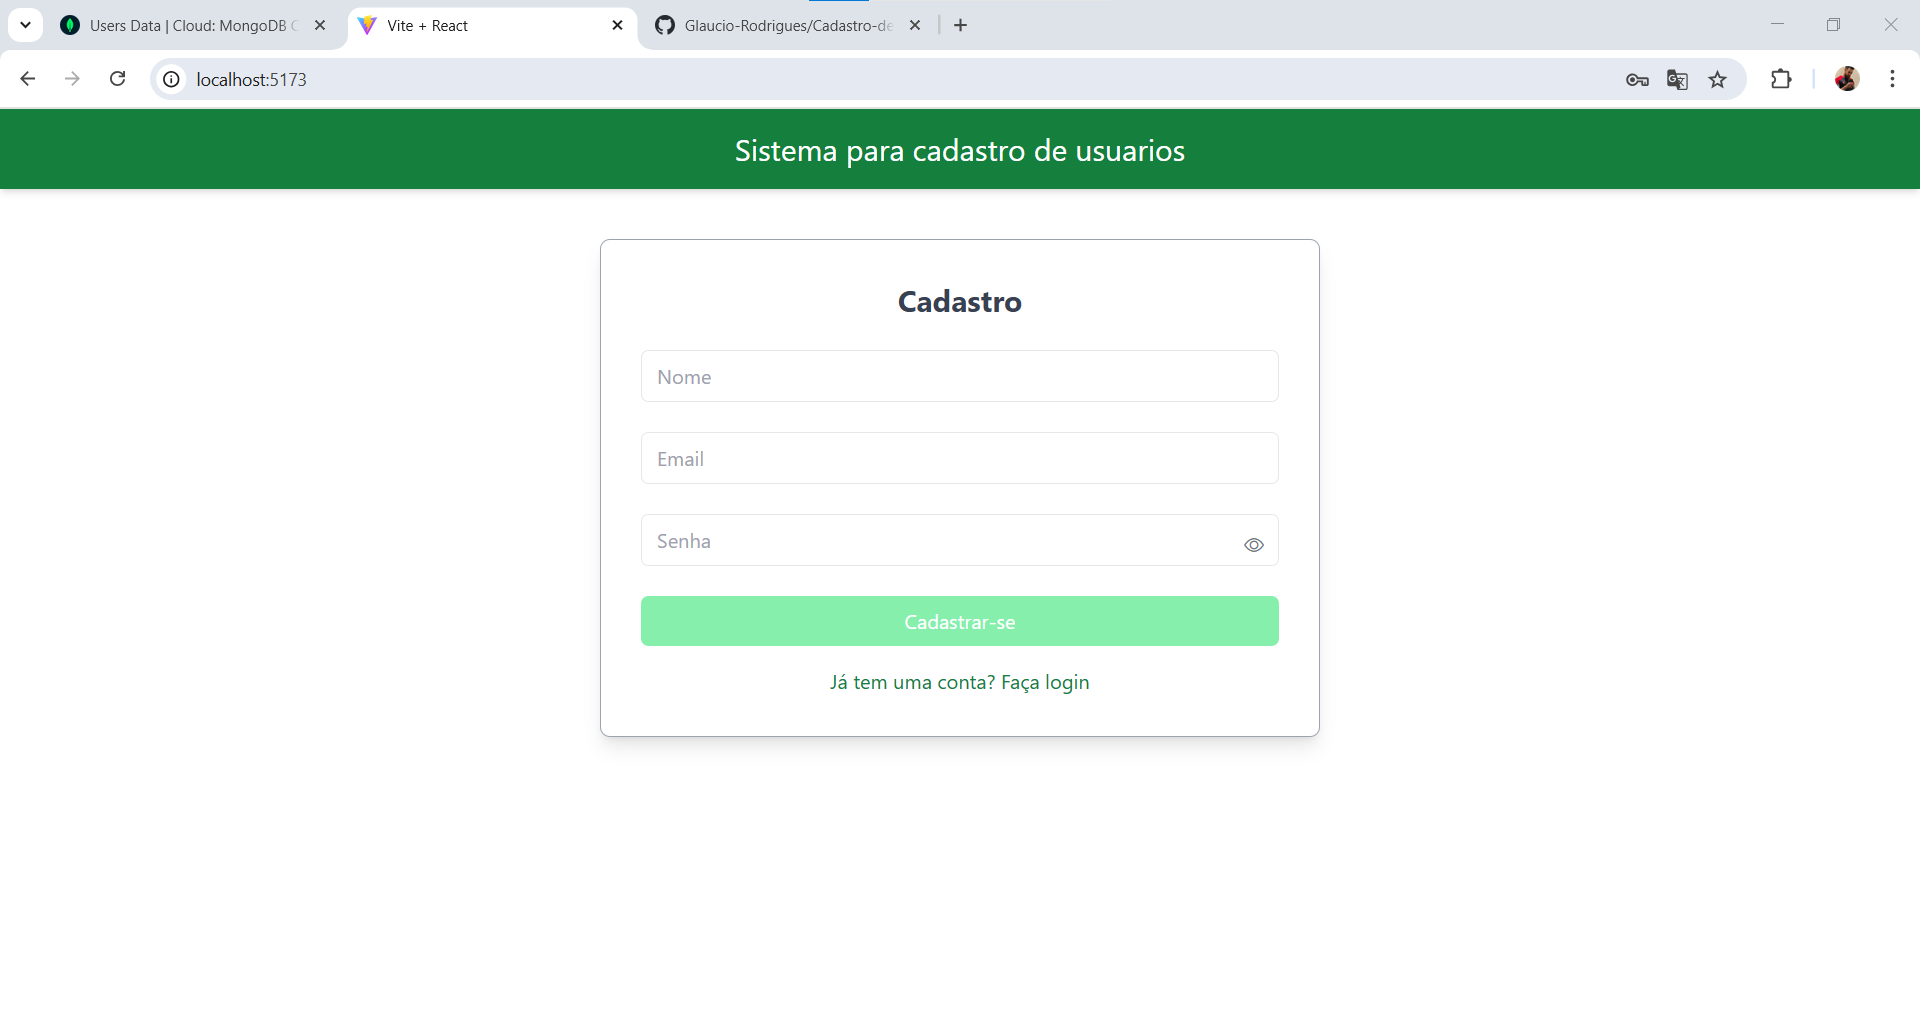 Users Data | Cloud: MongoDB C
Vite + React
Glaucio-Rodrigues/Cadastro-de
localhost:5173
Sistema para cadastro de usuarios
Cadastro
Nome
Email
Senha
Cadastrar-se
Já tem uma conta? Faça login